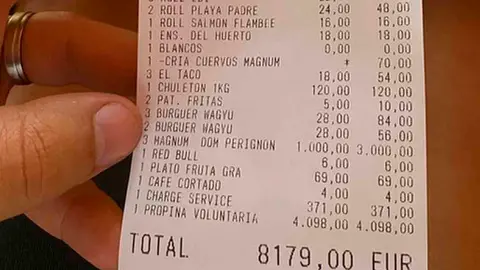 2 ROLL PLAYA PADRE 24,00 48,00
1 ROLL SALMON FLAMBEE 16,00 16,00
1 ENS. DEL HUERTO 18,00 18,00
1 BLANCOS 0,00 0,00
1 -CRIA CUERVOS MAGNUM * 70,00
3 EL TACO 18,00 54,00
1 CHULETON 1KG 120,00 120,00
2 PAT. FRITAS 5,00 10,00
3 BURGUER WAGYU 28,00 84,00
2 BURGUER WAGYU 28,00 56,00
3 MAGNUM DOM PERIGNON 1.000,00 3.000,00
1 RED BULL 6,00 6,00
1 PLATO FRUTA GRA 69,00 69,00
1 CAFE CORTADO 4,00 4,00
1 CHARGE SERVICE 371,00 371,00
1 PROPINA VOLUNTARIA 4.098,00 4.098,00
TOTAL 8179,00 EUR